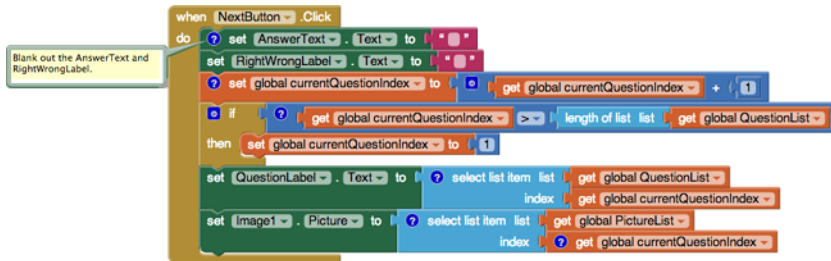 when NextButton .Click
do ? set AnswerText . Text to " "
Blank out the AnswerText and
RightWrongLabel.
set RightWrongLabel . Text to " "
? set global currentQuestionIndex to get global currentQuestionIndex + 1
if ? get global currentQuestionIndex > length of list list get global QuestionList
then set global currentQuestionIndex to 1
set QuestionLabel . Text to ? select list item list get global QuestionList
index get global currentQuestionIndex
set Image1 . Picture to ? select list item list get global PictureList
index ? get global currentQuestionIndex